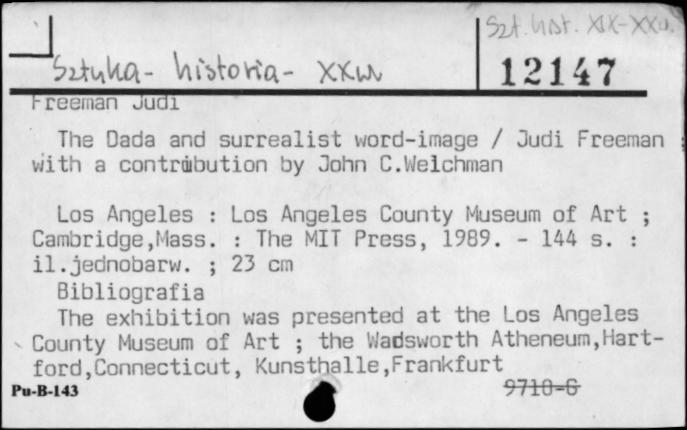 Szt. hist. XIX-XXw.
Sztuka - historia - XXw
12147
Freeman Judi
The Dada and surrealist word-image / Judi Freeman ;
with a contribution by John C.Welchman
Los Angeles : Los Angeles County Museum of Art ;
Cambridge,Mass. : The MIT Press, 1989. - 144 s. :
il.jednobarw. ; 23 cm
Bibliografia
The exhibition was presented at the Los Angeles
County Museum of Art ; the Wadsworth Atheneum,Hart-
ford,Connecticut, Kunsthalle,Frankfurt
Pu-B-143
9710-G